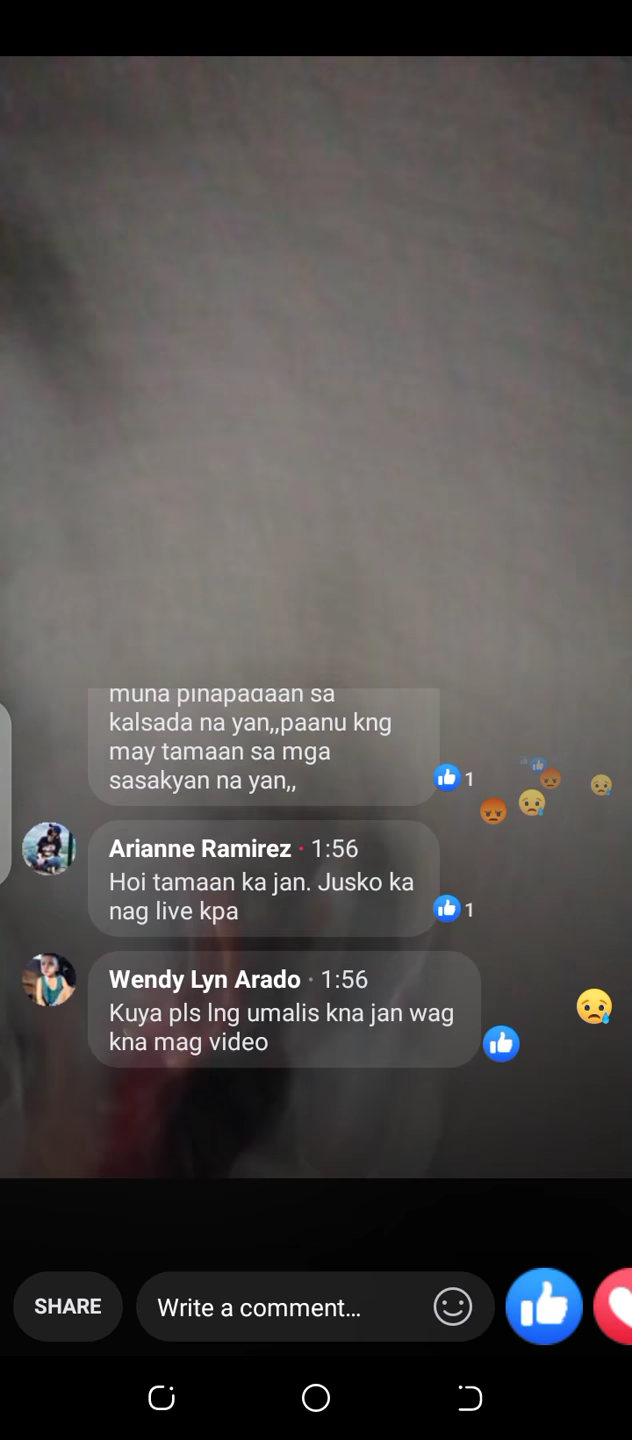 muna pinapadaan sa
kalsada na yan,,paanu kng
may tamaan sa mga
sasakyan na yan,,
1
Arianne Ramirez · 1:56
Hoi tamaan ka jan. Jusko ka
nag live kpa
1
Wendy Lyn Arado · 1:56
Kuya pls lng umalis kna jan wag
kna mag video
SHARE
Write a comment...